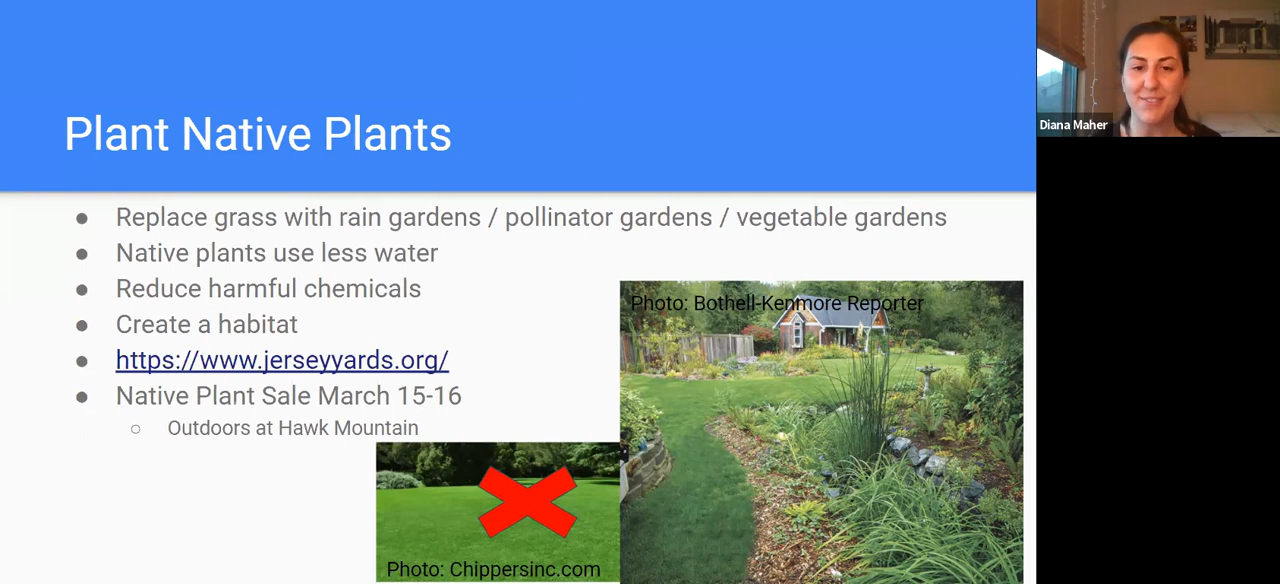 Plant Native Plants
Diana Maher
Replace grass with rain gardens / pollinator gardens / vegetable gardens
Native plants use less water
Reduce harmful chemicals
Create a habitat
https://www.jerseyyards.org/
Native Plant Sale March 15-16
Outdoors at Hawk Mountain
Photo: Bothell-Kenmore Reporter
Photo: Chippersinc.com